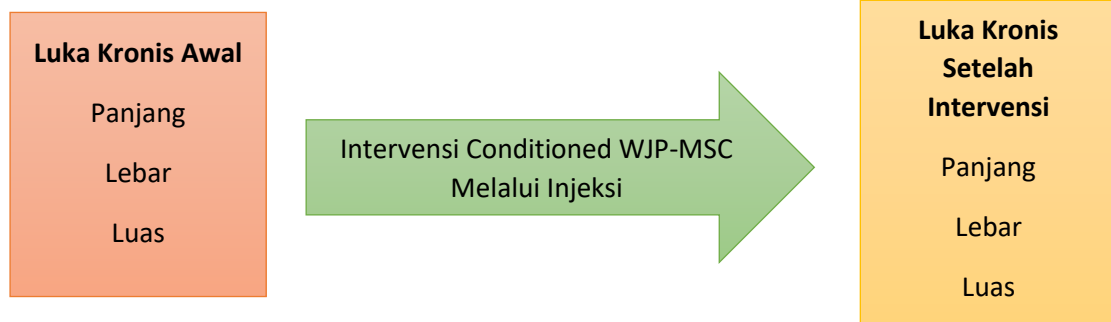 Luka Kronis Awal
Panjang
Lebar
Luas
Intervensi Conditioned WJP-MSC
Melalui Injeksi
Luka Kronis
Setelah
Intervensi
Panjang
Lebar
Luas